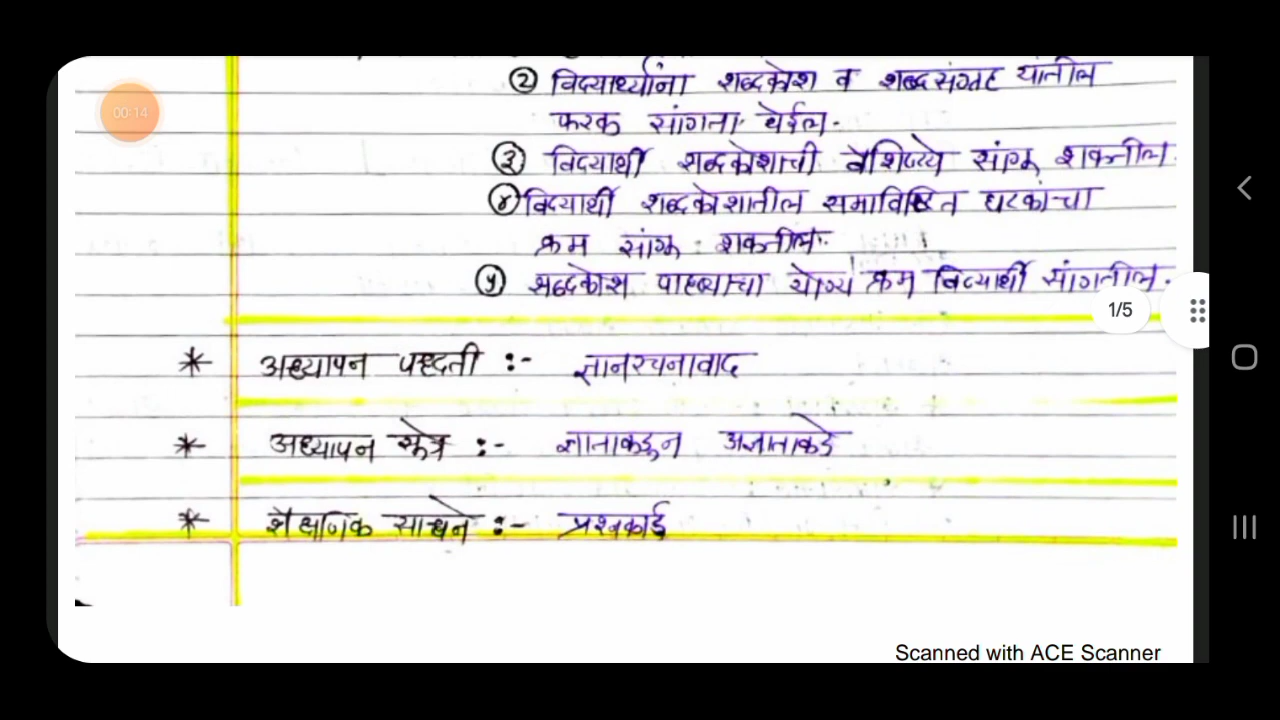 00:14
② विद्यार्थ्यांना शब्दकोश व शब्दसंग्रह यातील
फरक सांगता येईल.
③ विद्यार्थी शब्दकोशाची वैशिष्ट्ये सांगू शकतील.
④ विद्यार्थी शब्दकोशातील समाविष्ठित घटकांचा
क्रम सांगू शकतील.
⑤ शब्दकोश पाहण्याचा योग्य क्रम विद्यार्थी सांगतील.
1/5
* अध्यापन पद्धती :- ज्ञानरचनावाद
* अध्यापन सूत्र :- ज्ञाताकडून अज्ञाताकडे
* शैक्षणिक साधने :- प्रश्नकार्ड
Scanned with ACE Scanner